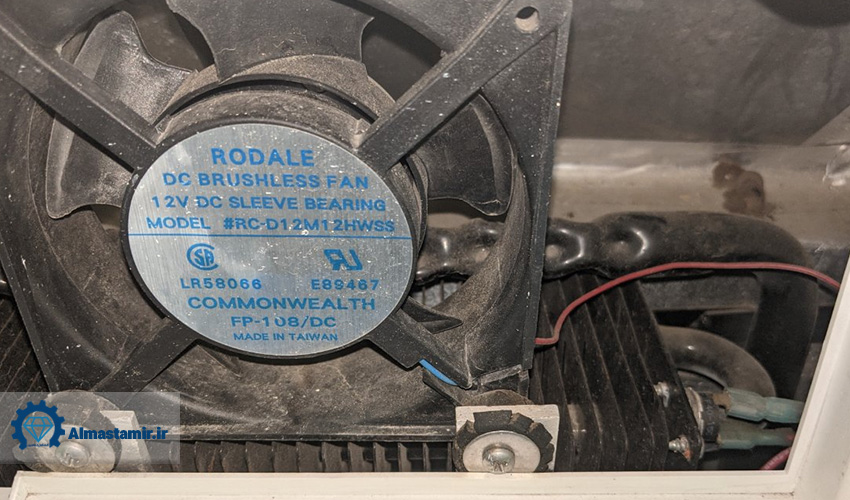 RODALE
DC BRUSHLESS FAN
12V DC SLEEVE BEARING
MODEL #RC-D12M12HWSS
LR58066 E89467
COMMONWEALTH
FP-108/DC
MADE IN TAIWAN
Almastamir.ir